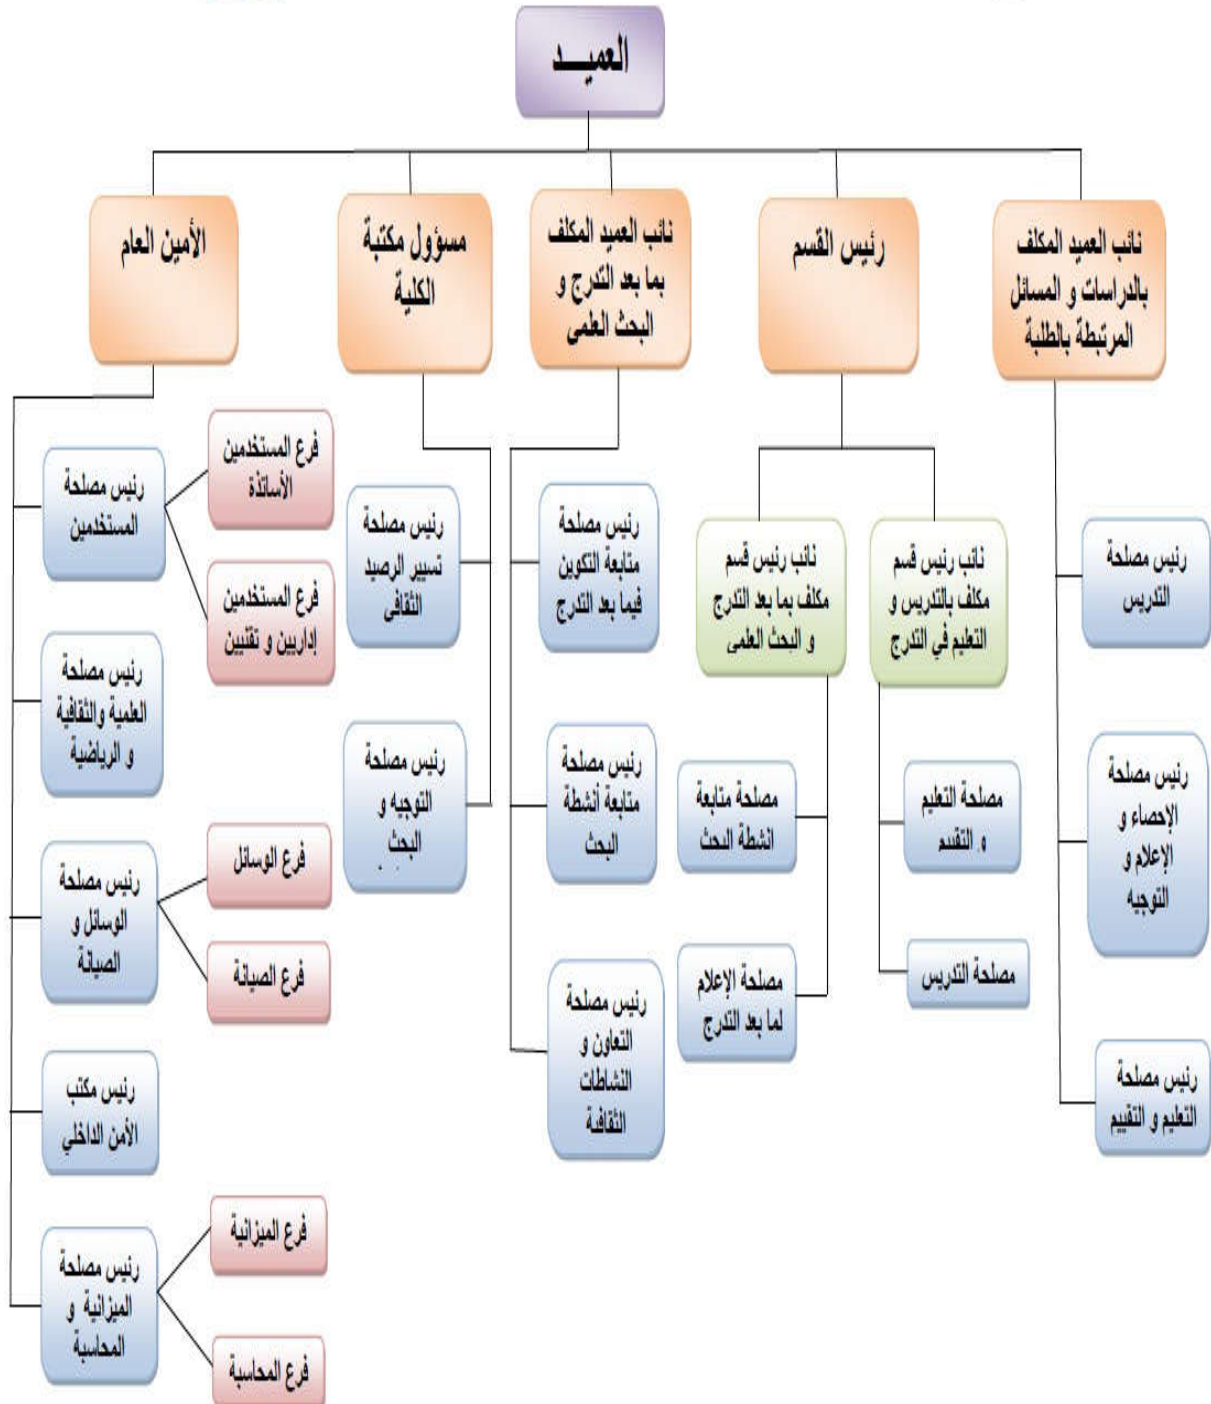 العميـــد
نائب العميد المكلف
بالدراسات و المسائل
المرتبطة بالطلبة
رئيس القسم
نائب العميد المكلف
بما بعد التدرج و
البحث العلمي
مسؤول مكتبة
الكلية
الأمين العام
رئيس مصلحة
التدريس
رئيس مصلحة
الإحصاء و
الإعلام و
التوجيه
رئيس مصلحة
التعليم و التقييم
نائب رئيس قسم
مكلف بالتدريس و
التعليم في التدرج
مصلحة التعليم
و التقييم
مصلحة التدريس
نائب رئيس قسم
مكلف بما بعد التدرج
و البحث العلمي
مصلحة متابعة
انشطة البحث
مصلحة الإعلام
لما بعد التدرج
رئيس مصلحة
متابعة التكوين
فيما بعد التدرج
رئيس مصلحة
متابعة أنشطة
البحث
رئيس مصلحة
التعاون و
النشاطات
الثقافية
رئيس مصلحة
تسيير الرصيد
الثقافي
رئيس مصلحة
التوجيه و
البحث
رئيس مصلحة
المستخدمين
فرع المستخدمين
الأساتذة
فرع المستخدمين
إداريين و تقنيين
رئيس مصلحة
العلمية والثقافية
و الرياضية
رئيس مصلحة
الوسائل و
الصيانة
فرع الوسائل
فرع الصيانة
رئيس مكتب
الأمن الداخلي
رئيس مصلحة
الميزانية و
المحاسبة
فرع الميزانية
فرع المحاسبة